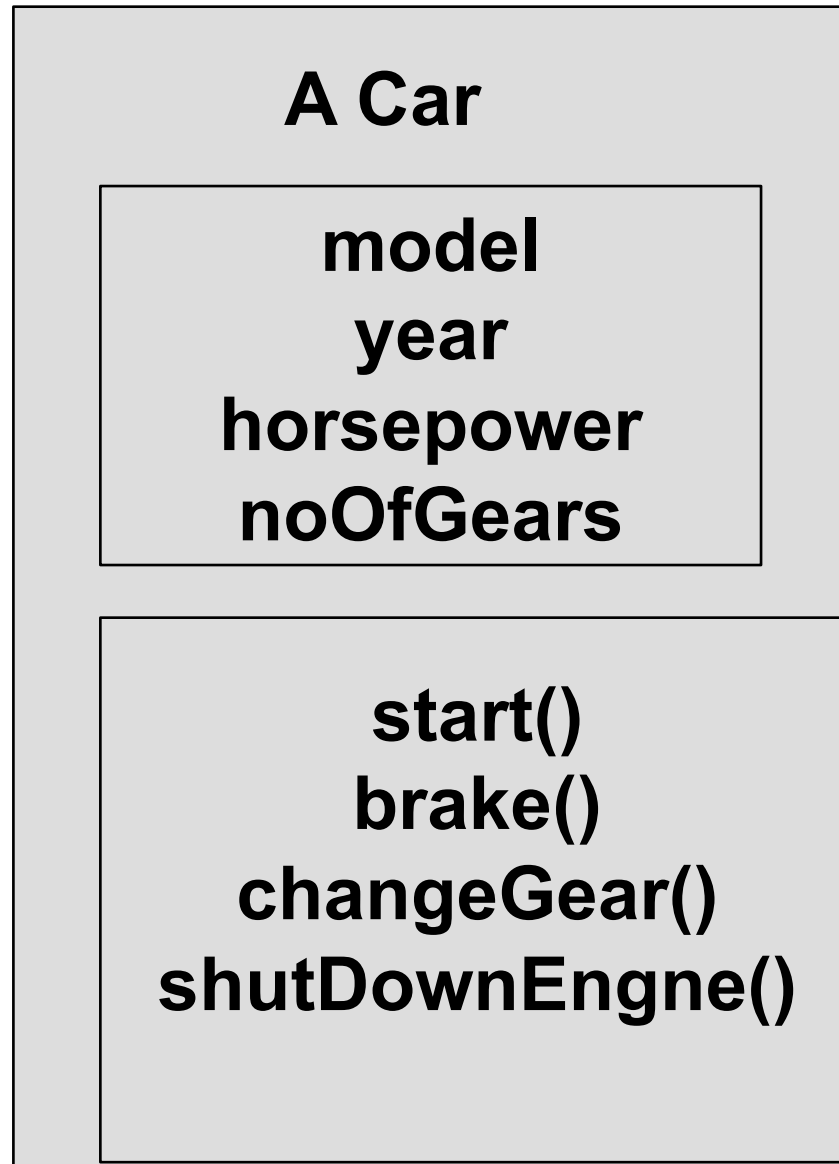 A Car
model
year
horsepower
noOfGears
start()
brake()
changeGear()
shutDownEngne()